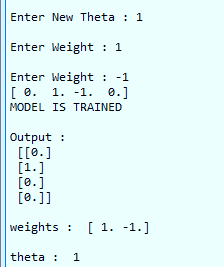 Enter New Theta : 1
Enter Weight : 1
Enter Weight : -1
[ 0.  1. -1.  0.]
MODEL IS TRAINED
Output :
[[0.]
[1.]
[0.]
[0.]]
weights :  [ 1. -1.]
theta :  1